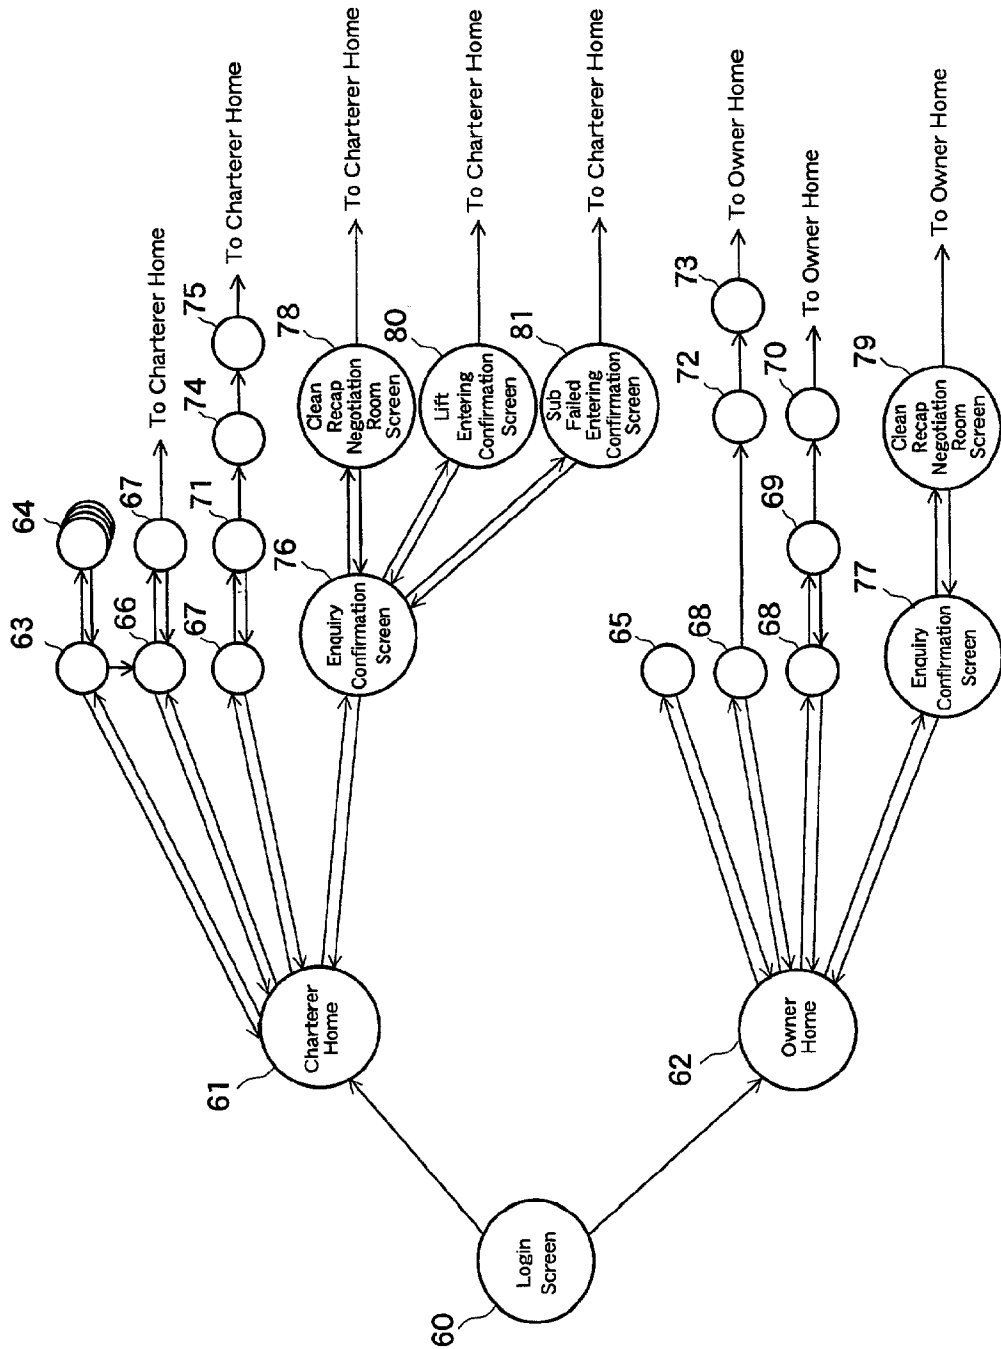 60
Login
Screen
61
Charterer
Home
62
Owner
Home
63
64
66
67
To Charterer Home
67
71
74
75
To Charterer Home
76
Enquiry
Confirmation
Screen
78
Clean
Recap
Negotiation
Room
Screen
To Charterer Home
80
Lift
Entering
Confirmation
Screen
To Charterer Home
81
Sub
Failed
Entering
Confirmation
Screen
To Charterer Home
65
68
72
73
To Owner Home
68
69
70
To Owner Home
77
Enquiry
Confirmation
Screen
79
Clean
Recap
Negotiation
Room
Screen
To Owner Home